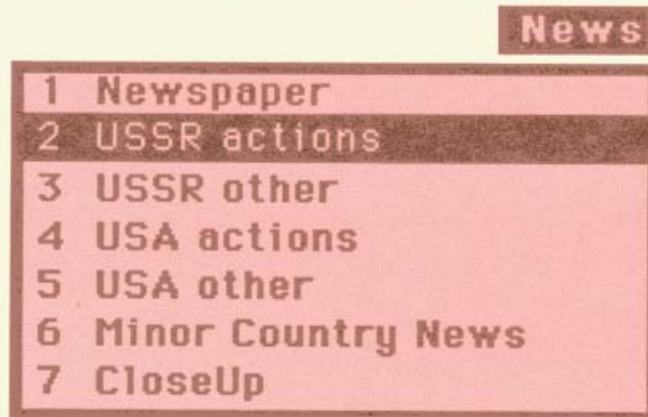 News
1 Newspaper
2 USSR actions
3 USSR other
4 USA actions
5 USA other
6 Minor Country News
7 CloseUp